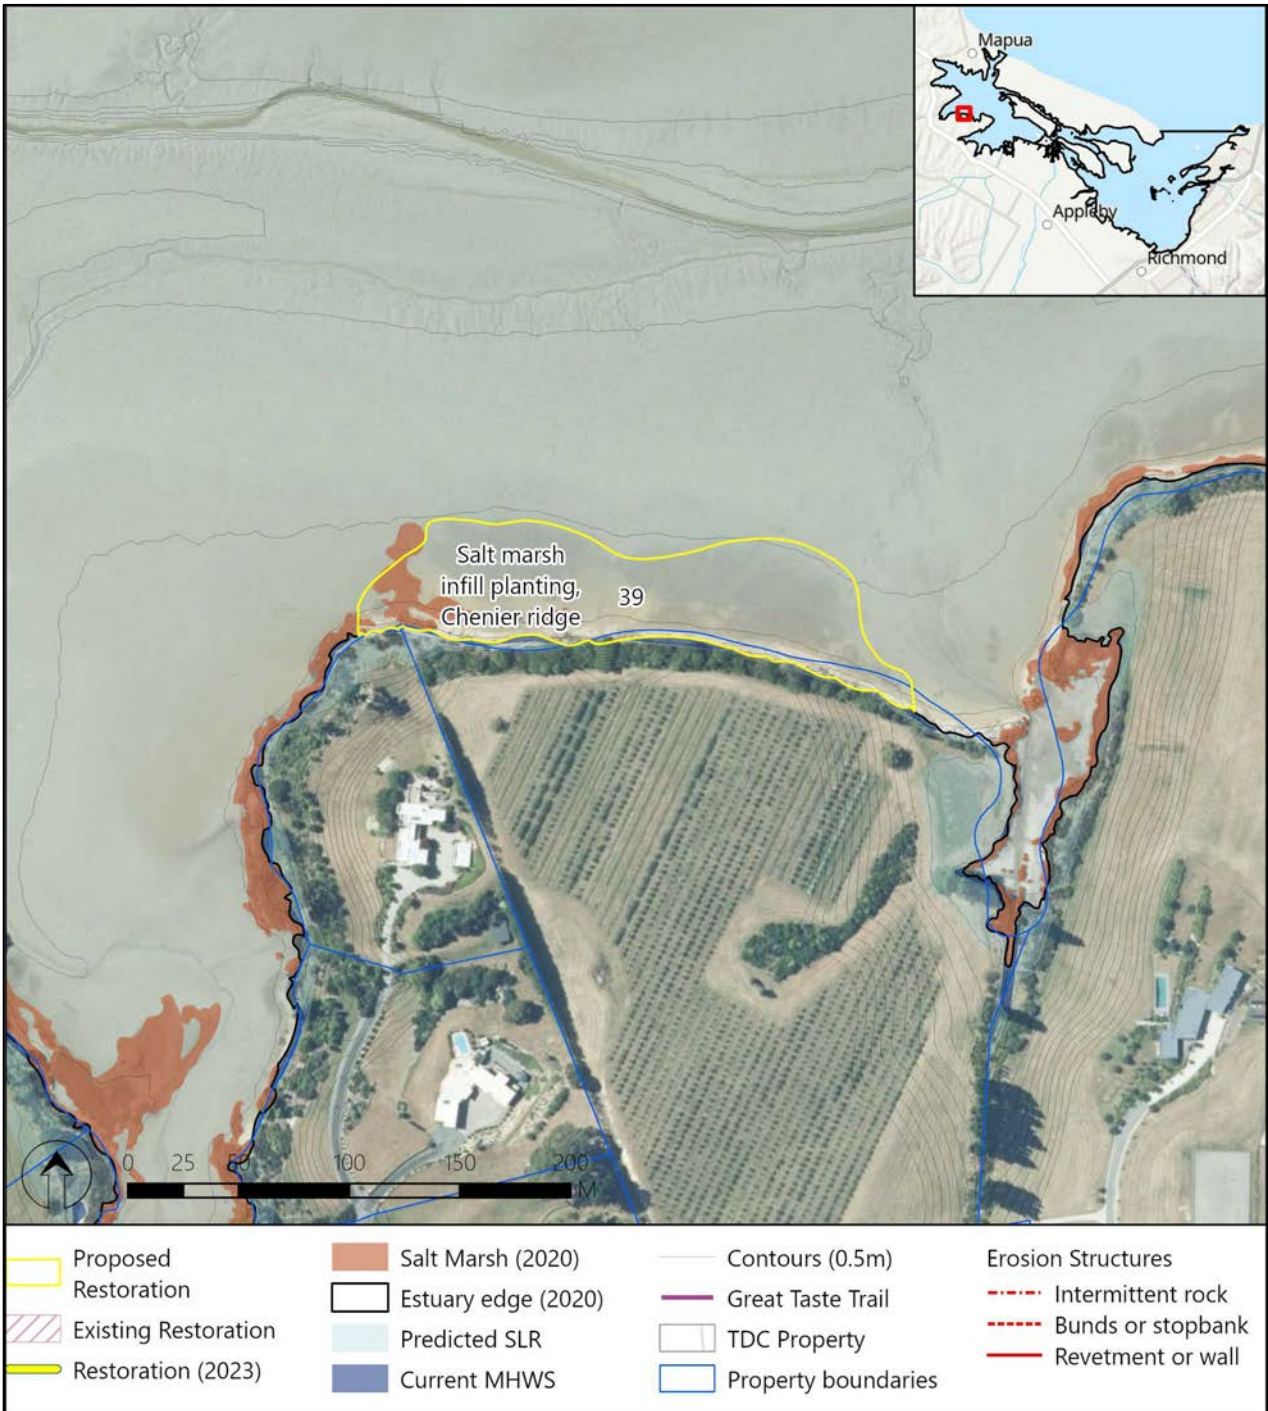 Mapua
Appleby
Richmond
Salt marsh
infill planting,
Chenier ridge
39
0 25 50 100 150 200
M
Proposed
Restoration
Existing Restoration
Restoration (2023)
Salt Marsh (2020)
Estuary edge (2020)
Predicted SLR
Current MHWS
Contours (0.5m)
Great Taste Trail
TDC Property
Property boundaries
Erosion Structures
Intermittent rock
Bunds or stopbank
Revetment or wall